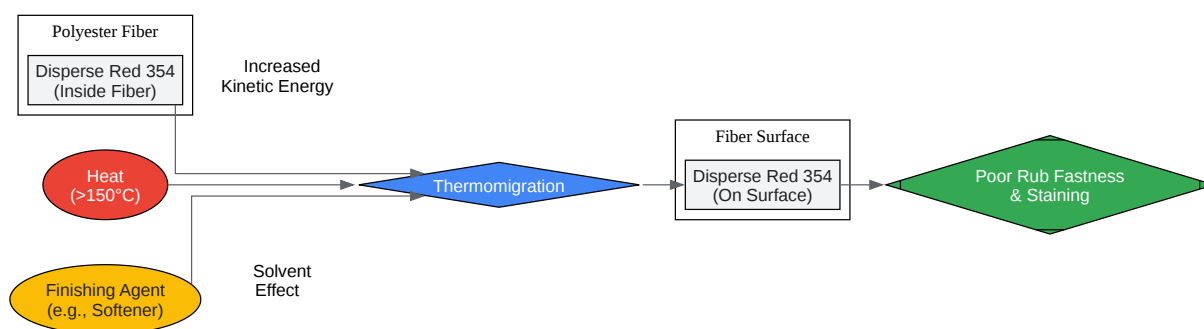 Polyester Fiber
Disperse Red 354
(Inside Fiber)
Increased
Kinetic Energy
Heat
(>150°C)
Thermomigration
Fiber Surface
Disperse Red 354
(On Surface)
Poor Rub Fastness
& Staining
Solvent
Effect
Finishing Agent
(e.g., Softener)